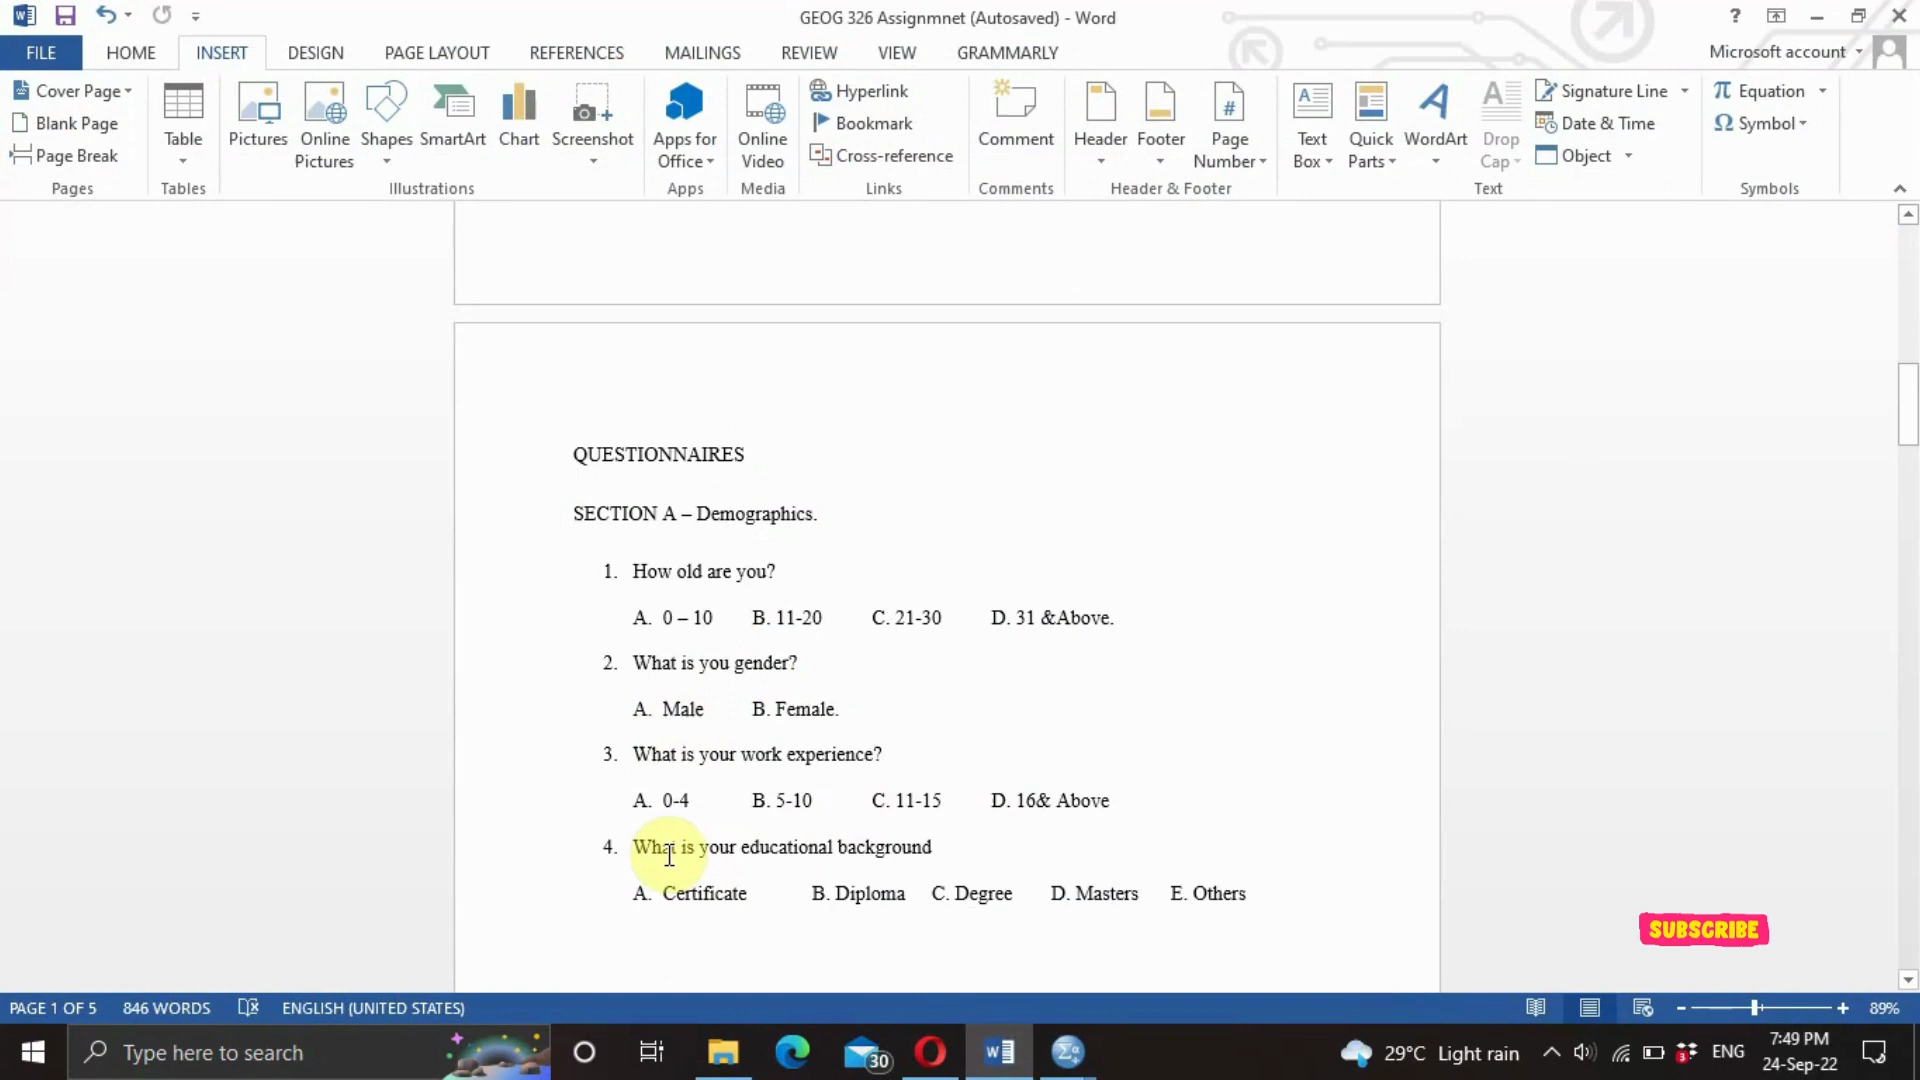 GEOG 326 Assignmnet (Autosaved) - Word
FILE HOME INSERT DESIGN PAGE LAYOUT REFERENCES MAILINGS REVIEW VIEW GRAMMARLY Microsoft account
Cover Page
Blank Page
Page Break
Pages
Table
Tables
Pictures
Online Pictures
Shapes
SmartArt
Chart
Screenshot
Illustrations
Apps for Office
Apps
Online Video
Media
Hyperlink
Bookmark
Cross-reference
Links
Comment
Comments
Header
Footer
Page Number
Header & Footer
Text Box
Quick Parts
WordArt
Drop Cap
Signature Line
Date & Time
Object
Text
Equation
Symbol
Symbols
QUESTIONNAIRES
SECTION A – Demographics.
1. How old are you?
A. 0 – 10 B. 11-20 C. 21-30 D. 31 &Above.
2. What is you gender?
A. Male B. Female.
3. What is your work experience?
A. 0-4 B. 5-10 C. 11-15 D. 16& Above
4. What is your educational background
A. Certificate B. Diploma C. Degree D. Masters E. Others
SUBSCRIBE
PAGE 1 OF 5 846 WORDS ENGLISH (UNITED STATES) 89%
Type here to search
30
29°C Light rain
3
ENG
7:49 PM
24-Sep-22